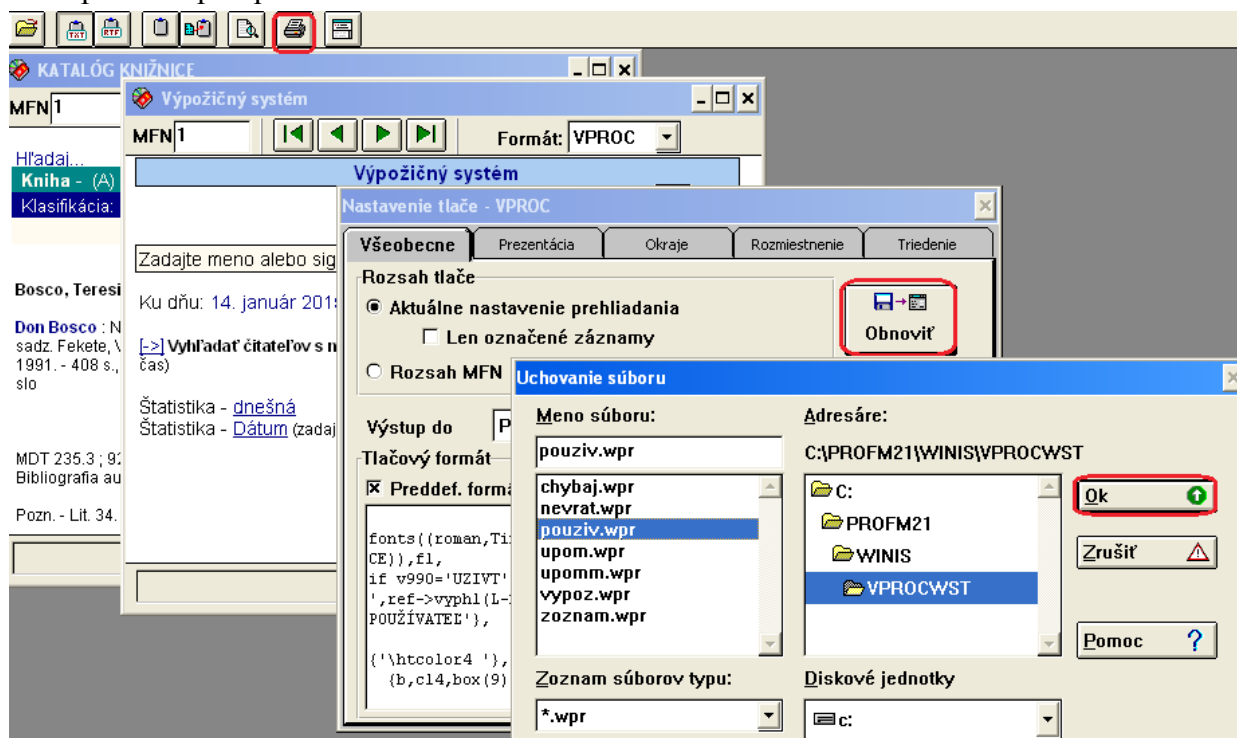 TXT
RTF
KATALÓG KNIŽNICE
MFN 1
Hľadaj...
Kniha - (A)
Klasifikácia:
Bosco, Teresi
Don Bosco : N
sadz. Fekete, \
1991. - 408 s.,
slo
MDT 235.3 ; 92
Bibliografia au
Pozn. - Lit. 34.
Výpožičný systém
MFN 1
Formát: VPROC
Výpožičný systém
Zadajte meno alebo sig
Ku dňu: 14. január 201
[->] Vyhľadať čitateľov s n
čas)
Štatistika - dnešná
Štatistika - Dátum (zadaj
Nastavenie tlače - VPROC
Všeobecne
Prezentácia
Okraje
Rozmiestnenie
Triedenie
Rozsah tlače
Aktuálne nastavenie prehliadania
Len označené záznamy
Rozsah MFN
Obnoviť
Výstup do P
Tlačový formát
Preddef. formá
fonts((roman,Ti
CE)),fl,
if v990='UZIVT'
',ref->vyphl(L-
POUŽÍVATEĽ'},
{'\htcolor4 '},
{b,cl4,box(9)
Uchovanie súboru
Meno súboru:
pouziv.wpr
chybaj.wpr
nevrat.wpr
pouziv.wpr
upom.wpr
upomm.wpr
vypoz.wpr
zoznam.wpr
Zoznam súborov typu:
*.wpr
Adresáre:
C:\PROFM21\WINIS\VPROCWST
C:
PROFM21
WINIS
VPROCWST
Diskové jednotky
c:
Ok
Zrušiť
Pomoc ?